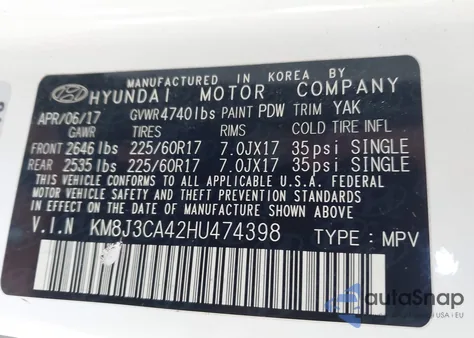 MANUFACTURED IN KOREA BY
HYUNDAI MOTOR COMPANY
APR/06/17 GVWR4740lbs PAINT PDW TRIM YAK
GAWR TIRES RIMS COLD TIRE INFL
FRONT 2646 lbs 225/60R17 7.0JX17 35psi SINGLE
REAR 2535 lbs 225/60R17 7.0JX17 35psi SINGLE
THIS VEHICLE CONFORMS TO ALL APPLICABLE U.S.A. FEDERAL
MOTOR VEHICLE SAFETY, BUMPER, AND THEFT PREVENTION
STANDARDS IN EFFECT ON THE DATE OF MANUFACTURE SHOWN ABOVE.
V.I.N KM8J3CA42HU474398 TYPE : MPV
autoSnap
USA • EU